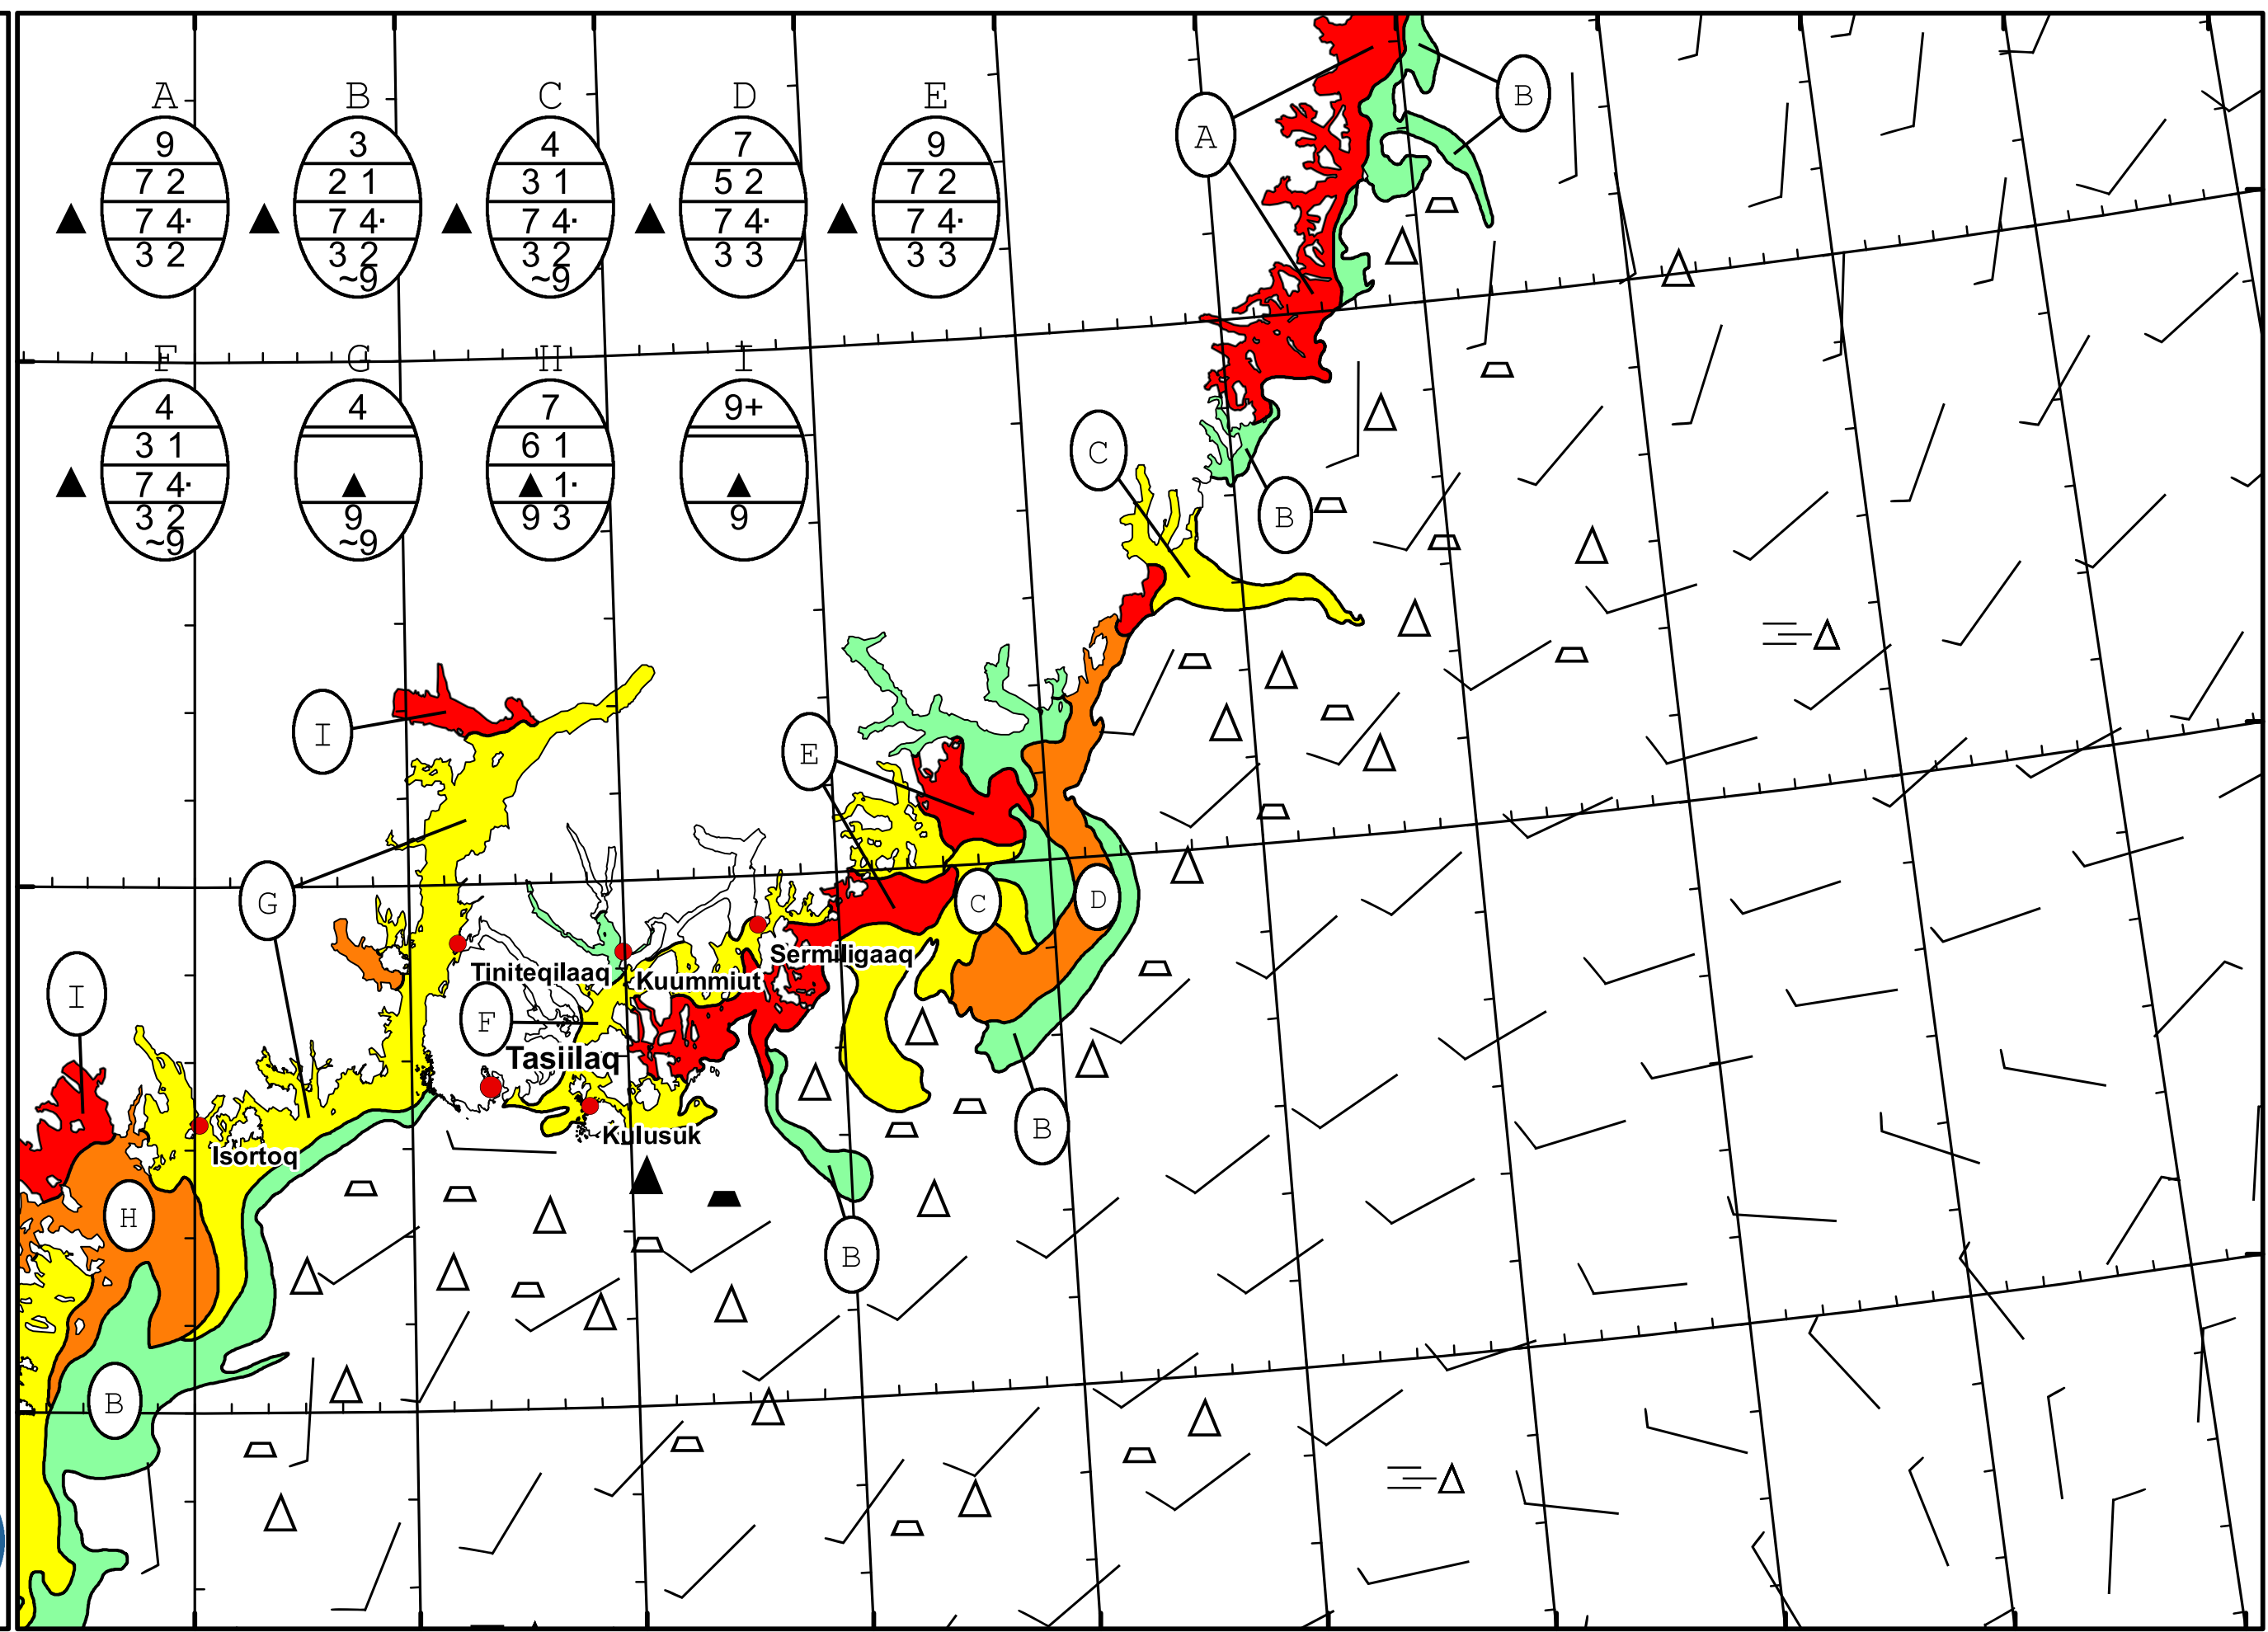 A B C D E
9 3 4 7 9
7 2 2 1 3 1 5 2 7 2
7 4· 7 4· 7 4· 7 4· 7 4·
3 2 3 2 3 2 3 3 3 3
~9 ~9
F G H I
4 4 7 9+
3 1 6 1
7 4· 1·
3 2 9 9 3 9
~9 ~9
B
A
C
B
I
E
G
C
D
Sermiligaaq
Tiniteqilaaq
Kuummiut
I
F
Tasiilaq
B
Kulusuk
Isortoq
H
B
B